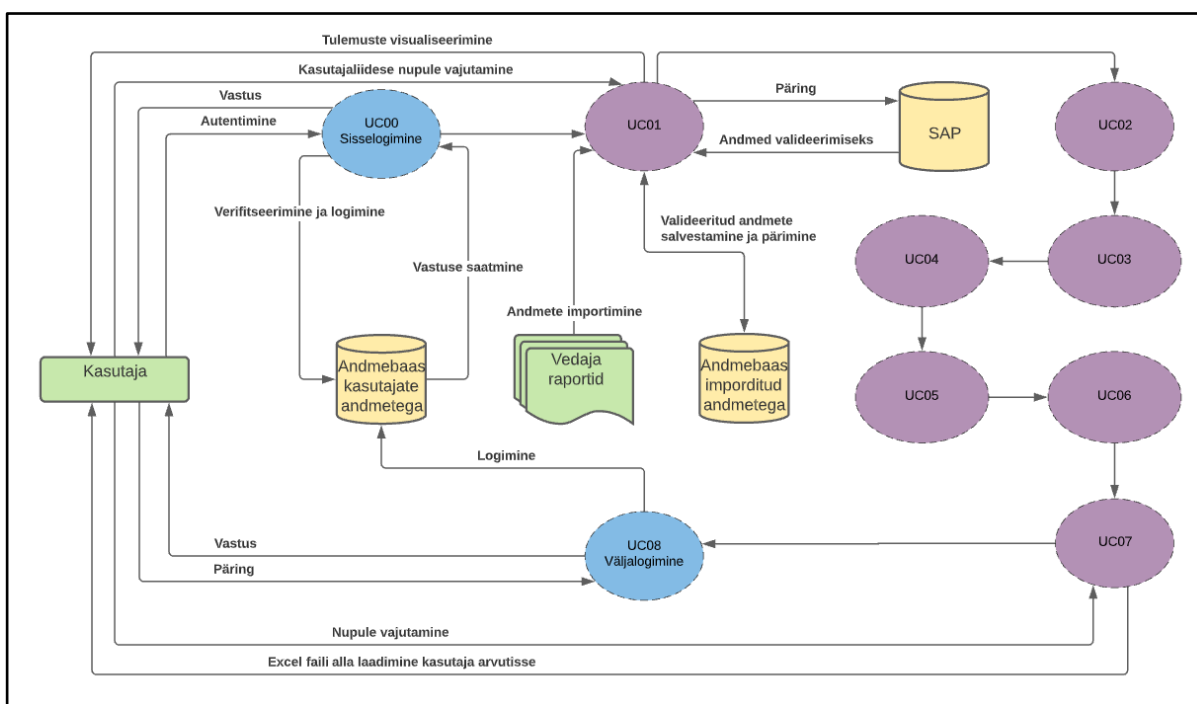 Tulemuste visualiseerimine
Kasutajaliidese nupule vajutamine
Vastus
Autentimine
UC00
Sisselogimine
UC01
Päring
SAP
Andmed valideerimiseks
UC02
Verifitseerimine ja logimine
Vastuse saatmine
Valideeritud andmete
salvestamine ja pärimine
UC04
UC03
Andmete importimine
Kasutaja
Andmebaas
kasutajate
andmetega
Vedaja
raportid
Andmebaas
imporditud
andmetega
UC05
UC06
Logimine
Vastus
Päring
UC08
Väljalogimine
UC07
Nupule vajutamine
Excel faili alla laadimine kasutaja arvutisse